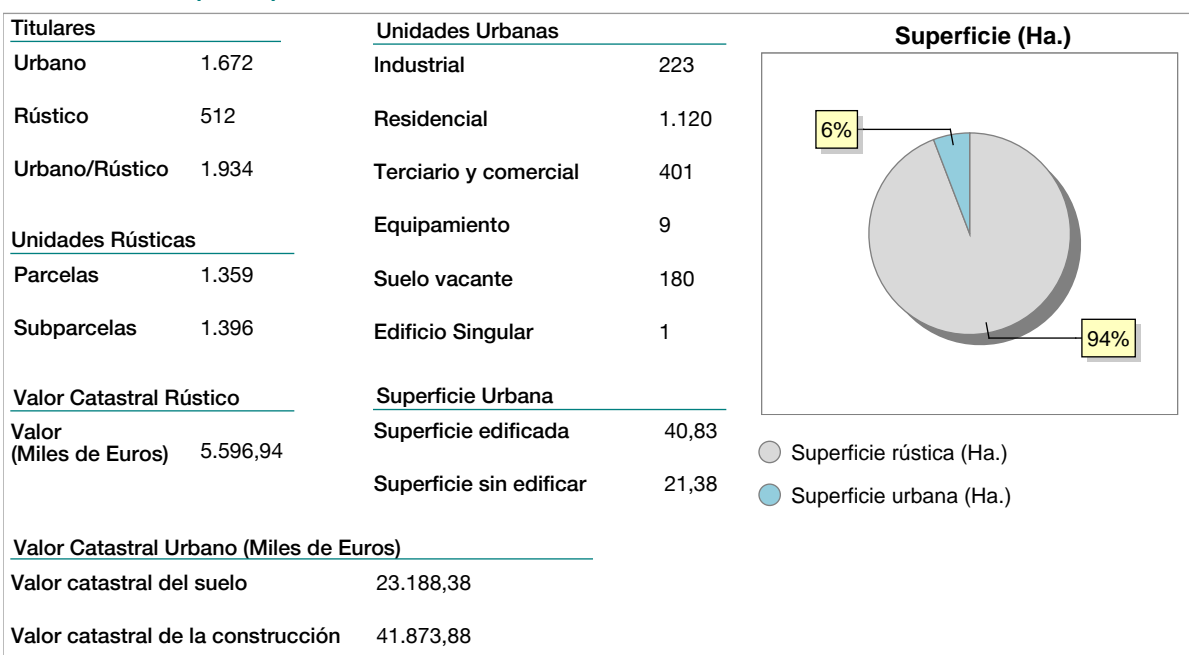 Titulares
Urbano 1.672
Rústico 512
Urbano/Rústico 1.934
Unidades Rústicas
Parcelas 1.359
Subparcelas 1.396
Valor Catastral Rústico
Valor
(Miles de Euros) 5.596,94
Unidades Urbanas
Industrial 223
Residencial 1.120
Terciario y comercial 401
Equipamiento 9
Suelo vacante 180
Edificio Singular 1
Superficie Urbana
Superficie edificada 40,83
Superficie sin edificar 21,38
Valor Catastral Urbano (Miles de Euros)
Valor catastral del suelo 23.188,38
Valor catastral de la construcción 41.873,88
Superficie (Ha.)
6%
94%
Superficie rústica (Ha.)
Superficie urbana (Ha.)